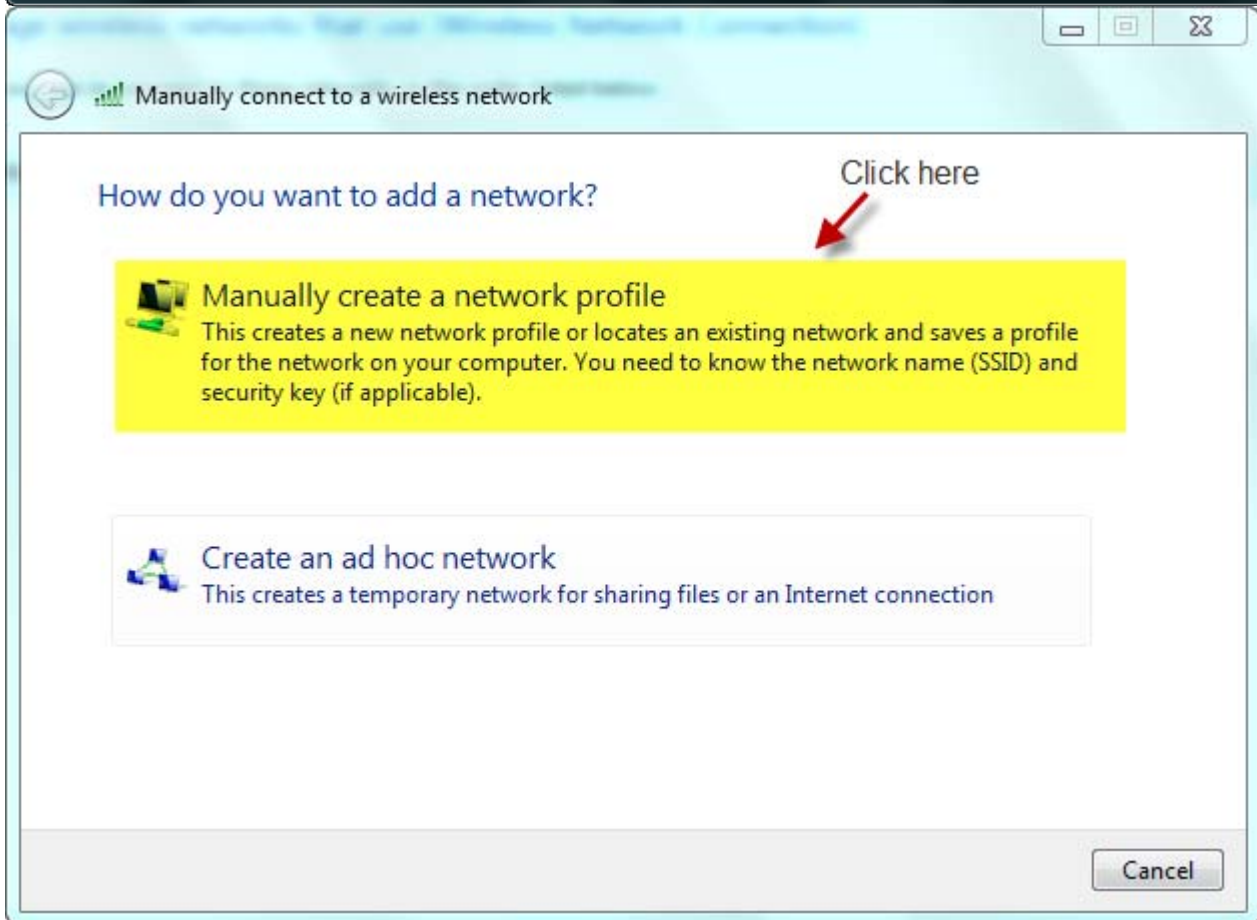 Manually connect to a wireless network
Click here
How do you want to add a network?
Manually create a network profile
This creates a new network profile or locates an existing network and saves a profile
for the network on your computer. You need to know the network name (SSID) and
security key (if applicable).
Create an ad hoc network
This creates a temporary network for sharing files or an Internet connection
Cancel